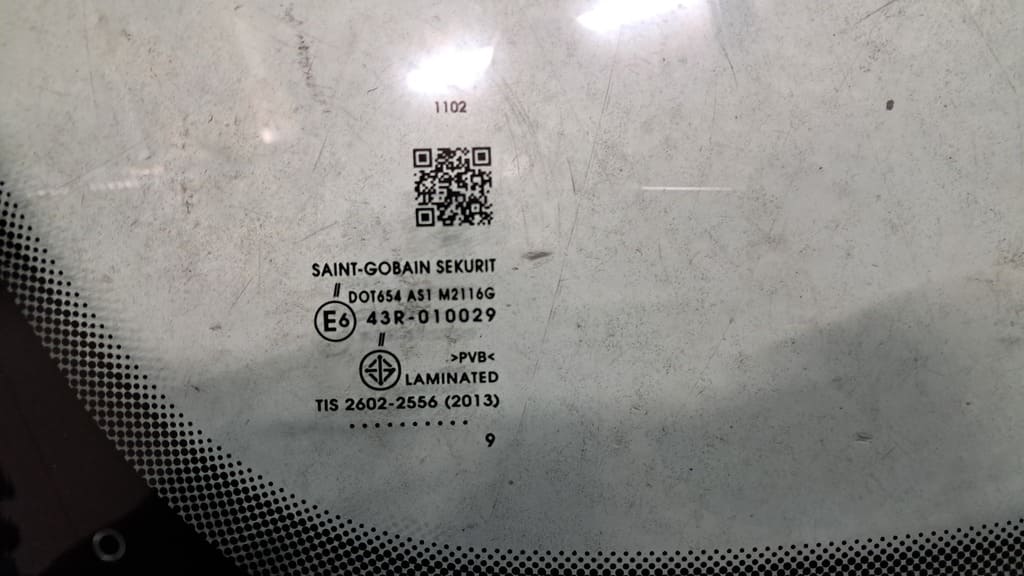 1102
SAINT-GOBAIN SEKURIT
DOT654 AS1 M2116G
E6 43R-010029
>PVB<
LAMINATED
TIS 2602-2556 (2013)
..........
9